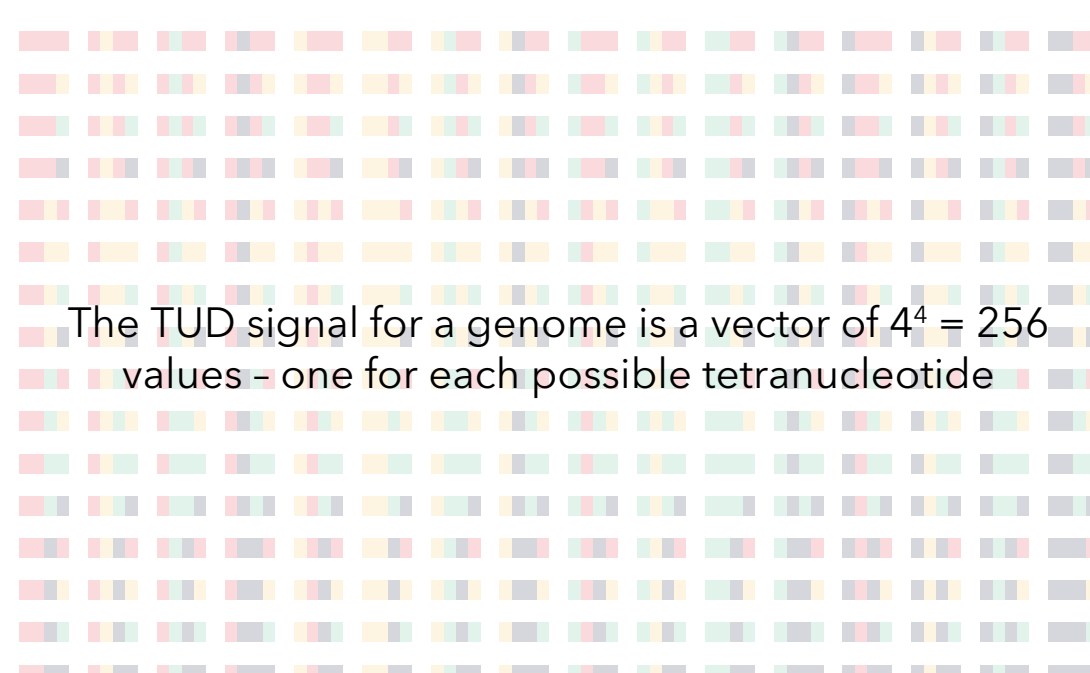 The TUD signal for a genome is a vector of 4⁴ = 256
values – one for each possible tetranucleotide